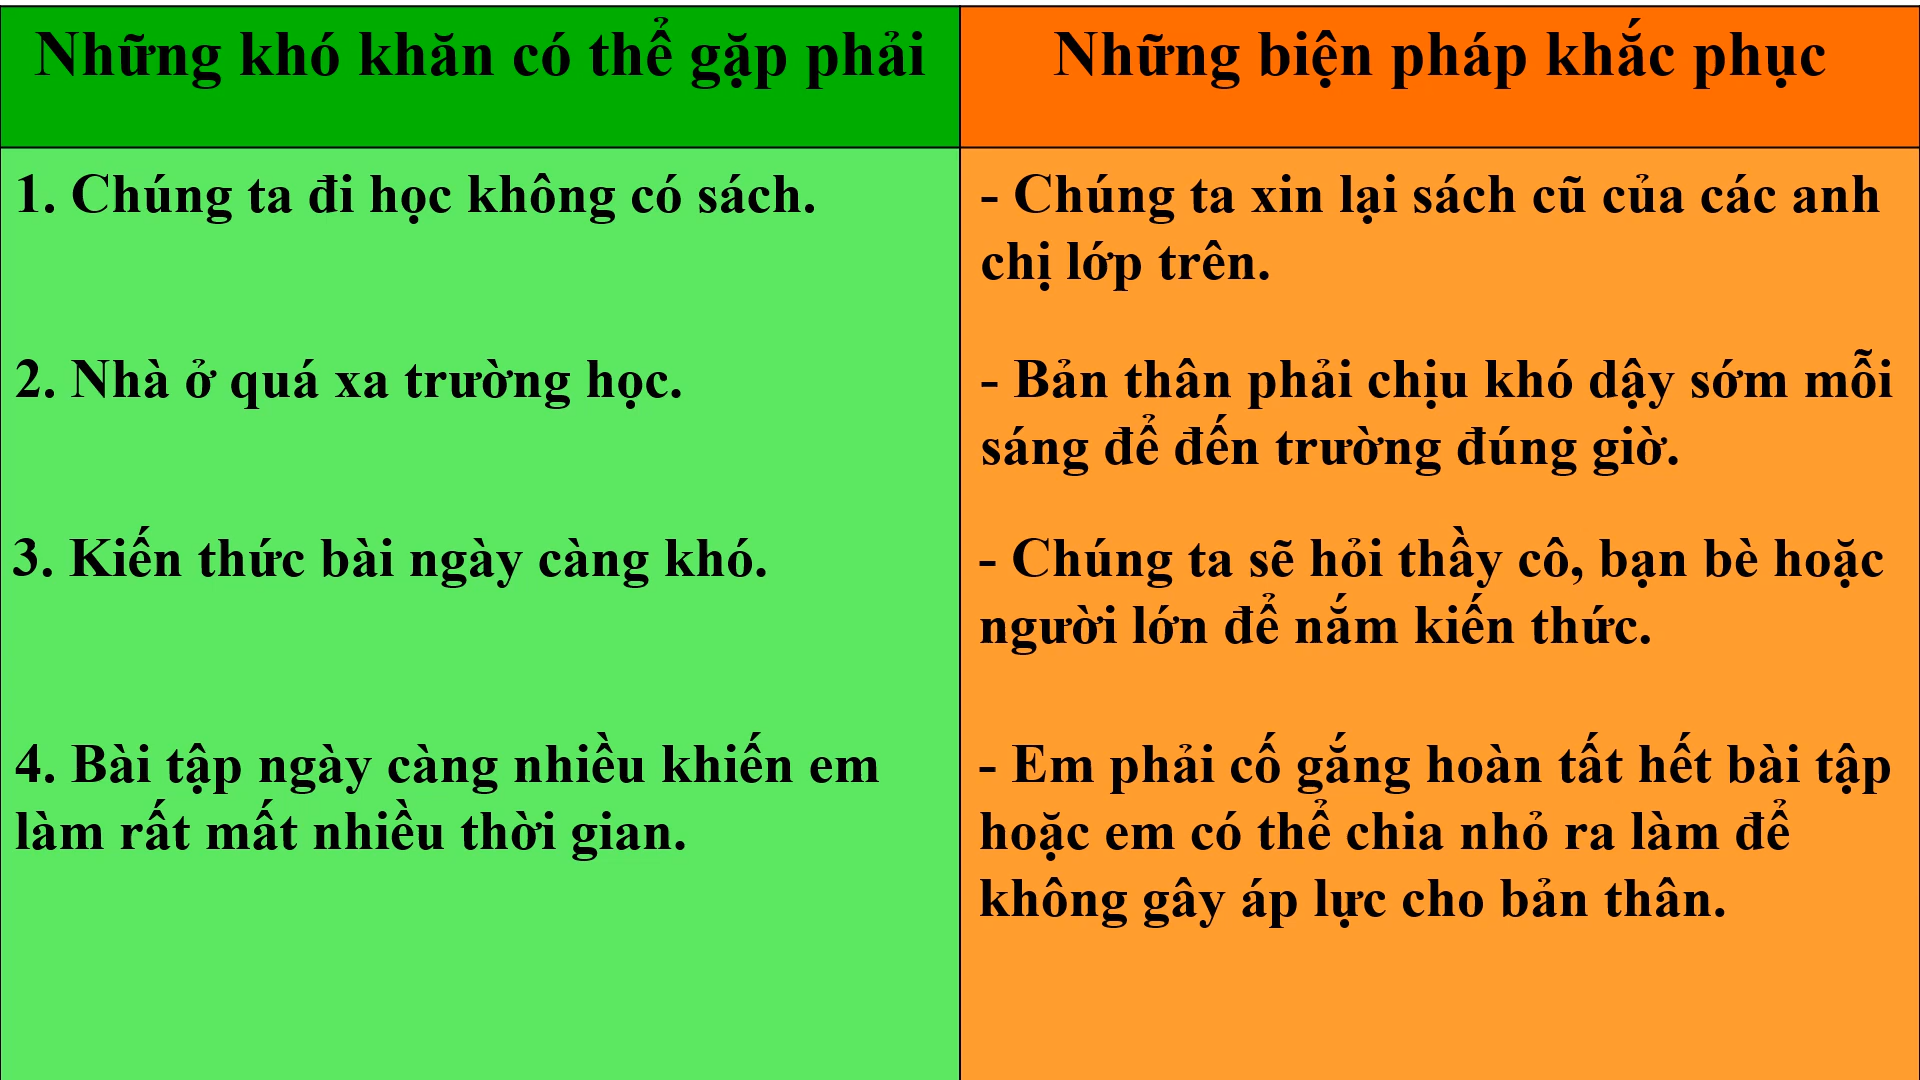 Những khó khăn có thể gặp phải
Những biện pháp khắc phục
1. Chúng ta đi học không có sách.
- Chúng ta xin lại sách cũ của các anh
chị lớp trên.
2. Nhà ở quá xa trường học.
- Bản thân phải chịu khó dậy sớm mỗi
sáng để đến trường đúng giờ.
3. Kiến thức bài ngày càng khó.
- Chúng ta sẽ hỏi thầy cô, bạn bè hoặc
người lớn để nắm kiến thức.
4. Bài tập ngày càng nhiều khiến em
làm rất mất nhiều thời gian.
- Em phải cố gắng hoàn tất hết bài tập
hoặc em có thể chia nhỏ ra làm để
không gây áp lực cho bản thân.